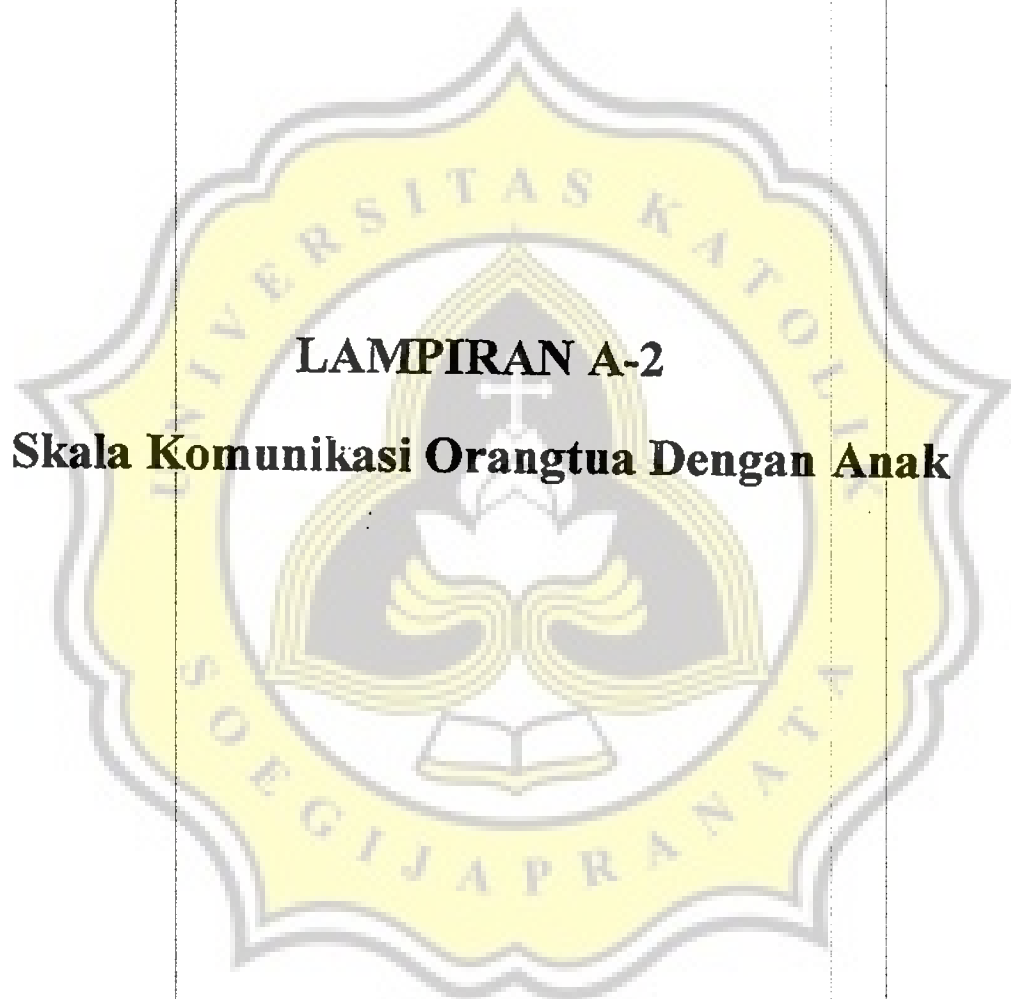 UNIVERSITAS KATOLIK
LAMPIRAN A-2
Skala Komunikasi Orangtua Dengan Anak
SOEGIJAPRANATA